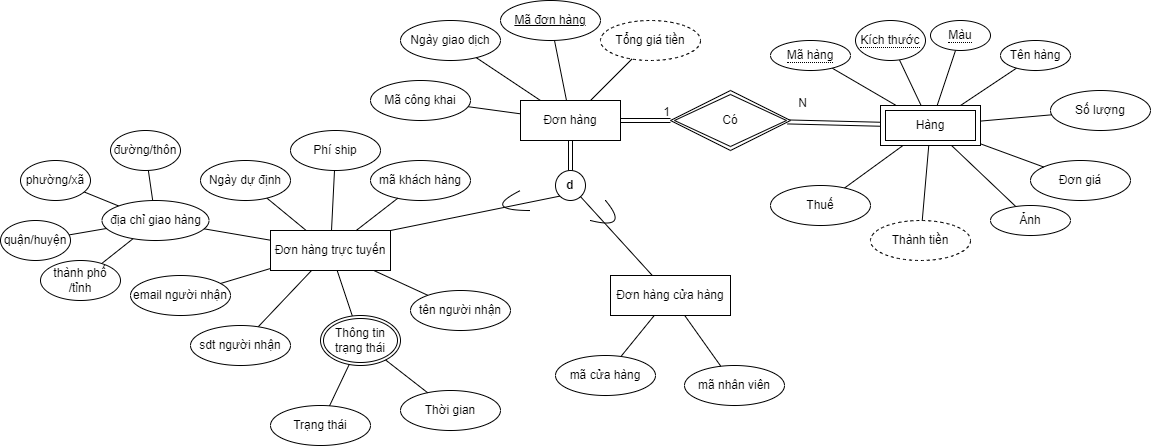 Mã đơn hàng
Ngày giao dịch
Tổng giá tiền
Mã công khai
Đơn hàng
1
Có
N
Mã hàng
Kích thước
Màu
Tên hàng
Số lượng
Hàng
Đơn giá
Thuế
Thành tiền
Ảnh
d
đường/thôn
phường/xã
địa chỉ giao hàng
quận/huyện
thành phố
/tỉnh
Ngày dự định
Phí ship
mã khách hàng
Đơn hàng trực tuyến
email người nhận
sdt người nhận
Thông tin
trạng thái
tên người nhận
Trạng thái
Thời gian
Đơn hàng cửa hàng
mã cửa hàng
mã nhân viên